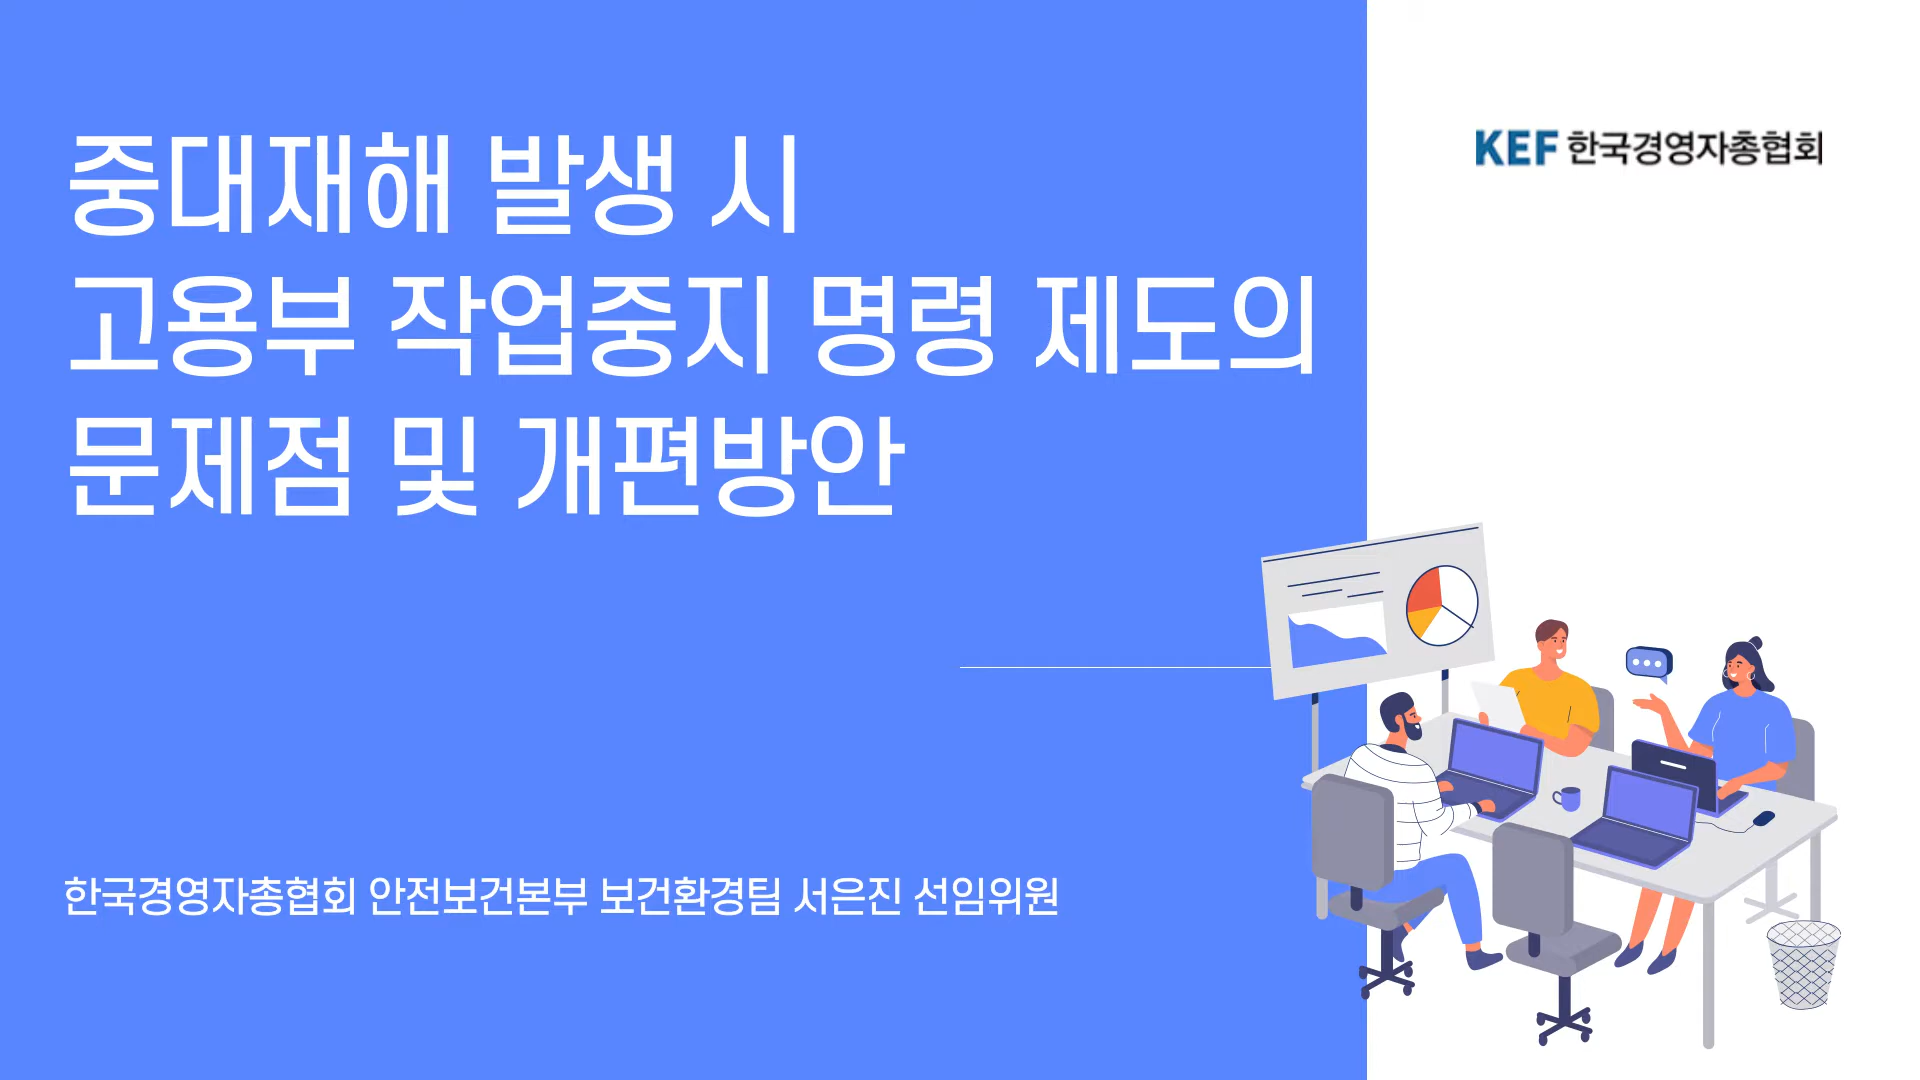 중대재해 발생 시
고용부 작업중지 명령 제도의
문제점 및 개편방안
KEF 한국경영자총협회
한국경영자총협회 안전보건본부 보건환경팀 서은진 선임위원